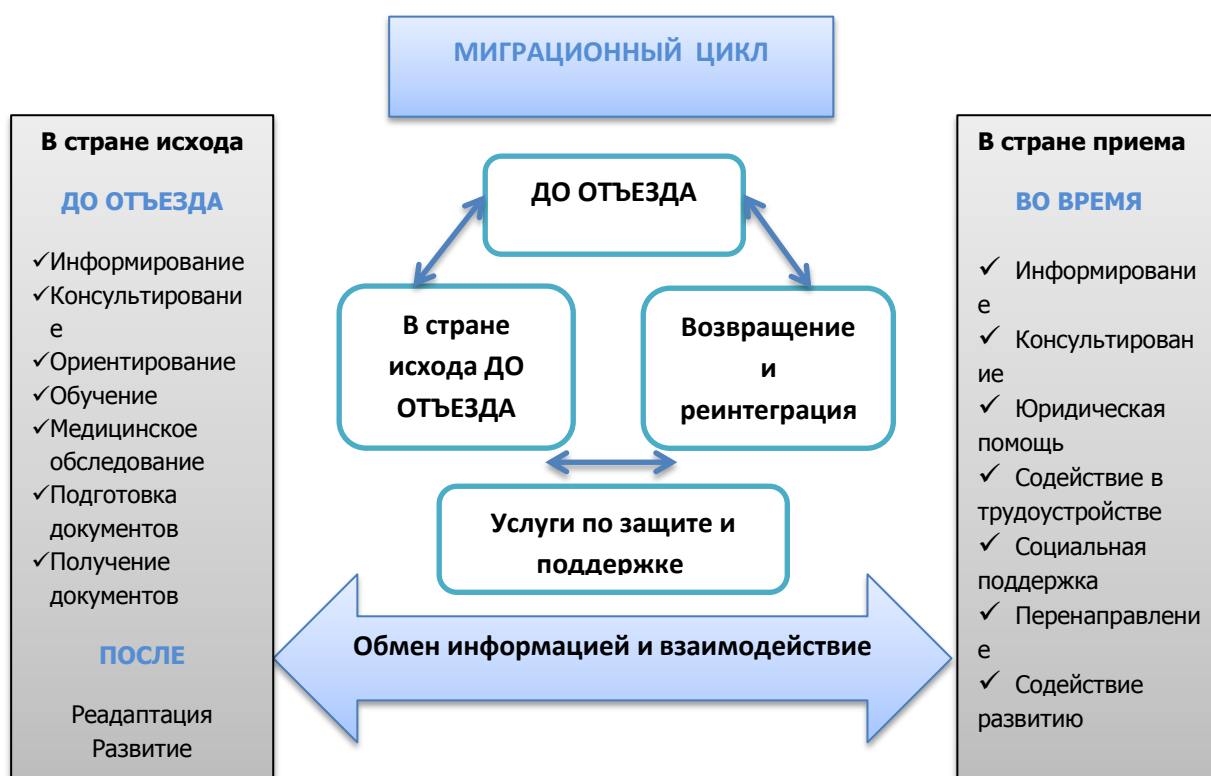 МИГРАЦИОННЫЙ ЦИКЛ
В стране исхода
ДО ОТЪЕЗДА
✓Информирование
✓Консультировани
е
✓Ориентирование
✓Обучение
✓Медицинское
обследование
✓Подготовка
документов
✓Получение
документов
ПОСЛЕ
Реадаптация
Развитие
ДО ОТЪЕЗДА
В стране
исхода ДО
ОТЪЕЗДА
Возвращение
и
реинтеграция
Услуги по защите и
поддержке
Обмен информацией и взаимодействие
В стране приема
ВО ВРЕМЯ
✓ Информировани
е
✓ Консультирован
ие
✓ Юридическая
помощь
✓ Содействие в
трудоустройстве
✓ Социальная
поддержка
✓ Перенаправлени
е
✓ Содействие
развитию